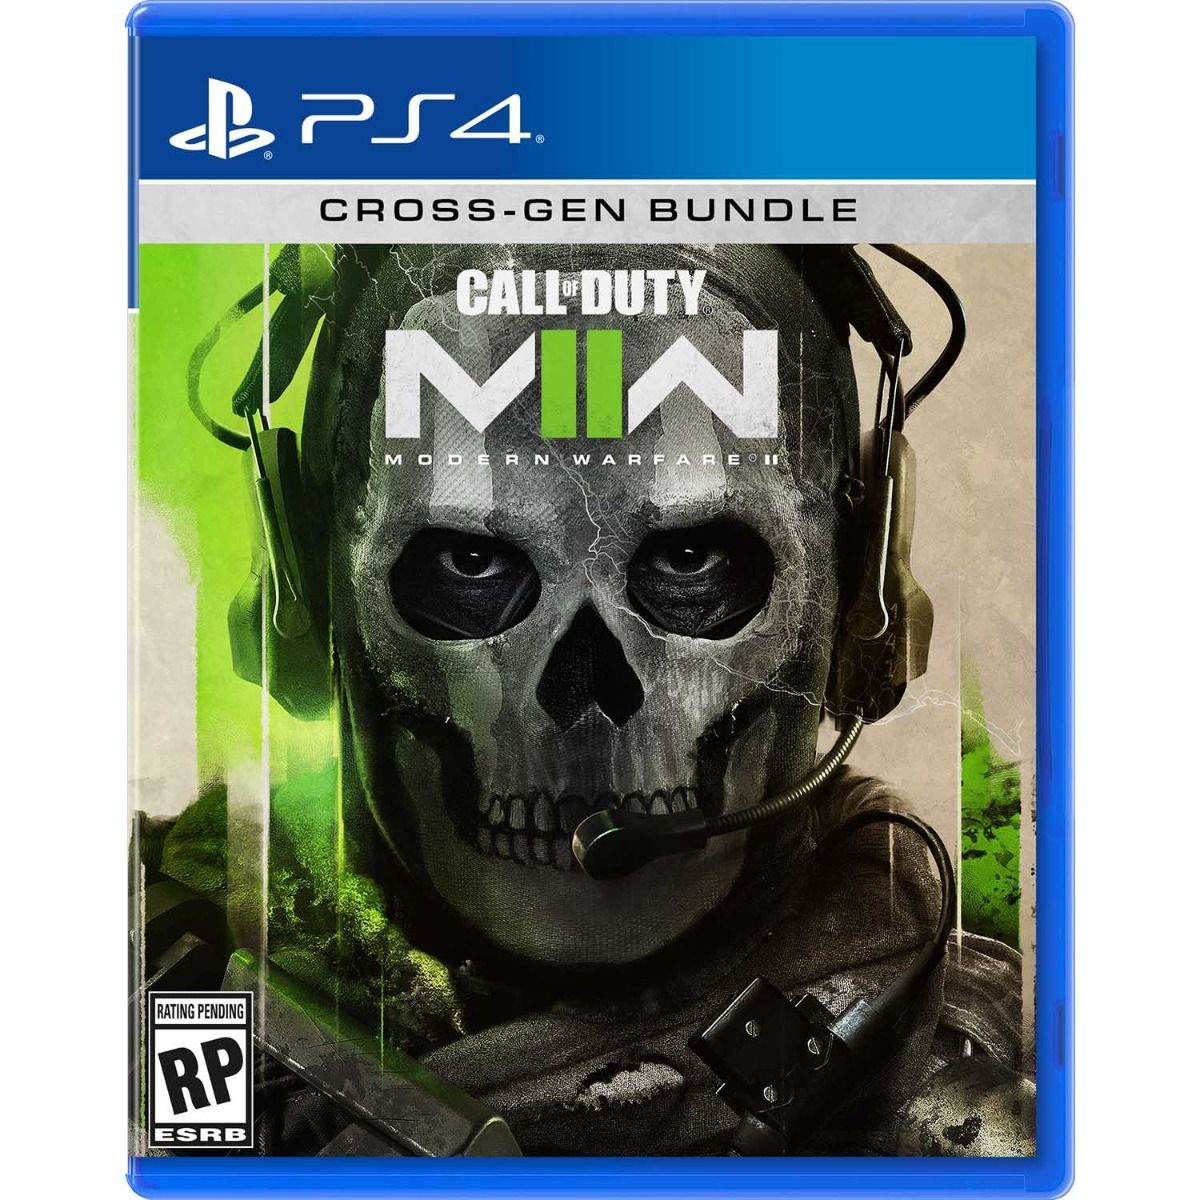 PS4®
CROSS-GEN BUNDLE
CALL OF DUTY®
MIIW
MODERN WARFARE® II
RATING PENDING
RP
ESRB